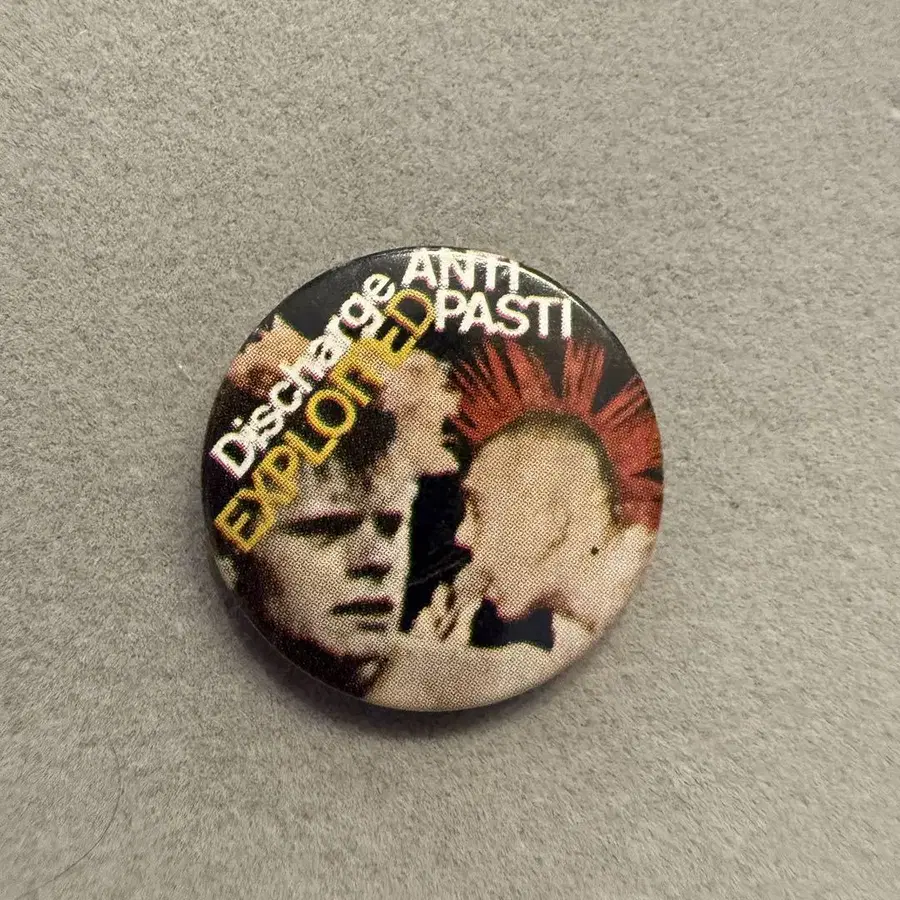 Discharge
EXPLOITED
ANTI
PASTI